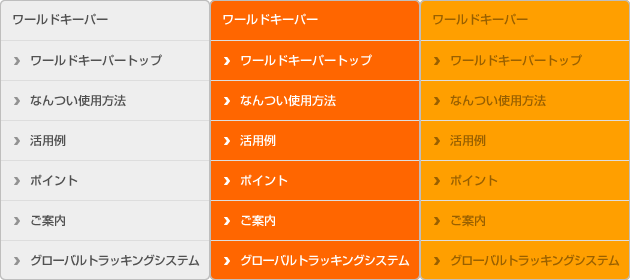 ワールドキーパー
ワールドキーパートップ
なんつい使用方法
活用例
ポイント
ご案内
グローバルトラッキングシステム
ワールドキーパー
ワールドキーパートップ
なんつい使用方法
活用例
ポイント
ご案内
グローバルトラッキングシステム
ワールドキーパー
ワールドキーパートップ
なんつい使用方法
活用例
ポイント
ご案内
グローバルトラッキングシステム